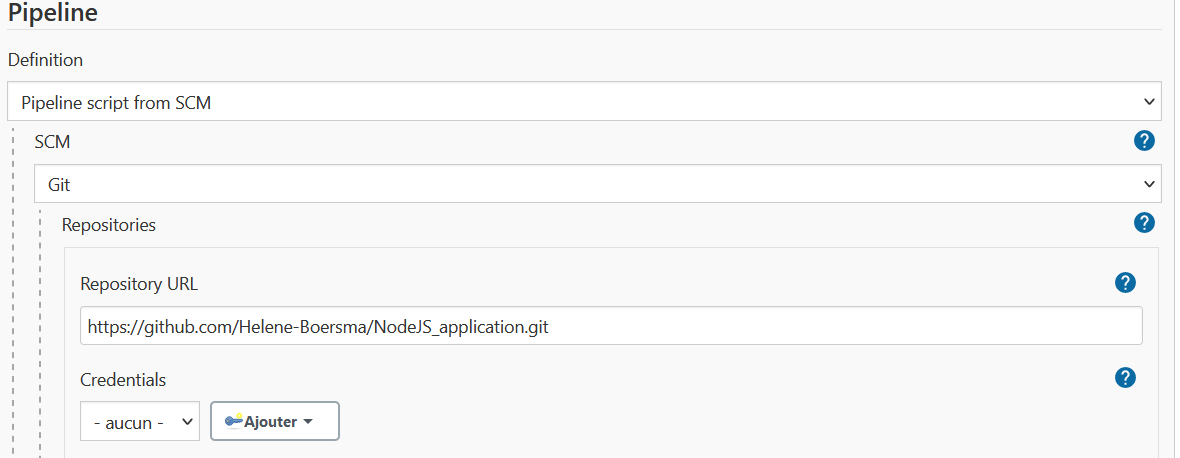 Pipeline
Definition
Pipeline script from SCM
SCM
?
Git
Repositories
?
Repository URL
?
https://github.com/Helene-Boersma/NodeJS_application.git
Credentials
?
- aucun -
Ajouter